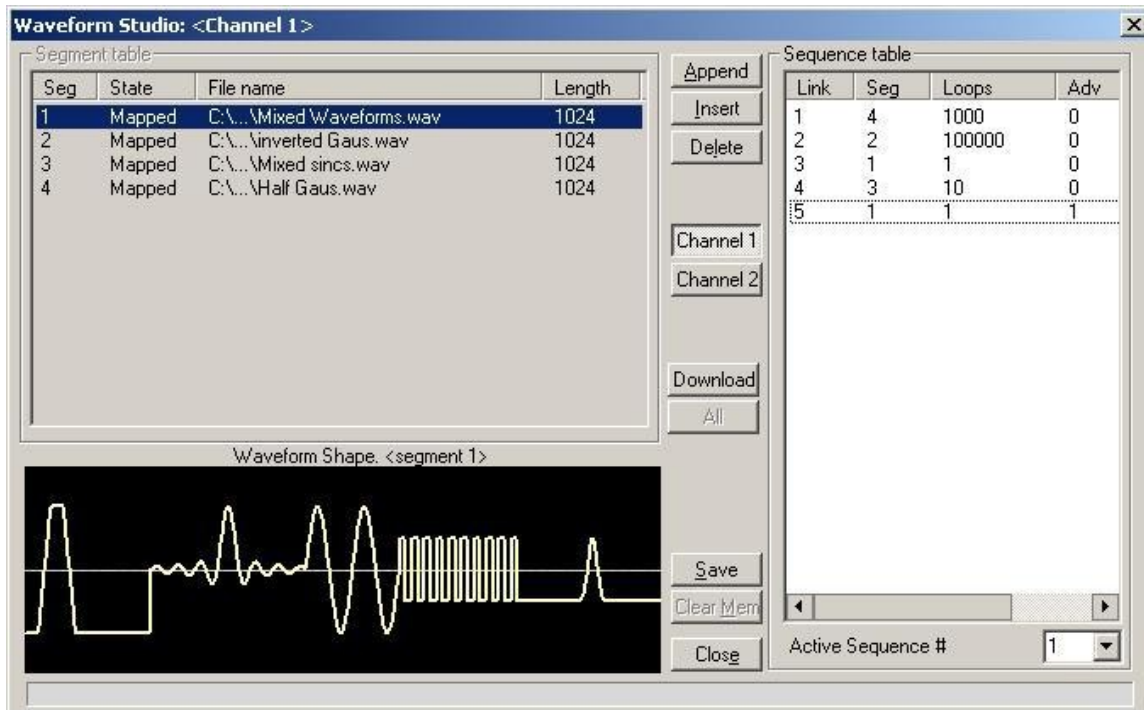 Waveform Studio: <Channel 1>
Segment table
Seg State File name Length
1 Mapped C:\...\Mixed Waveforms.wav 1024
2 Mapped C:\...\inverted Gaus.wav 1024
3 Mapped C:\...\Mixed sincs.wav 1024
4 Mapped C:\...\Half Gaus.wav 1024
Waveform Shape. <segment 1>
Append
Insert
Delete
Channel 1
Channel 2
Download
All
Save
Clear Mem
Close
Sequence table
Link Seg Loops Adv
1 4 1000 0
2 2 100000 0
3 1 1 0
4 3 10 0
5 1 1 1
Active Sequence # 1